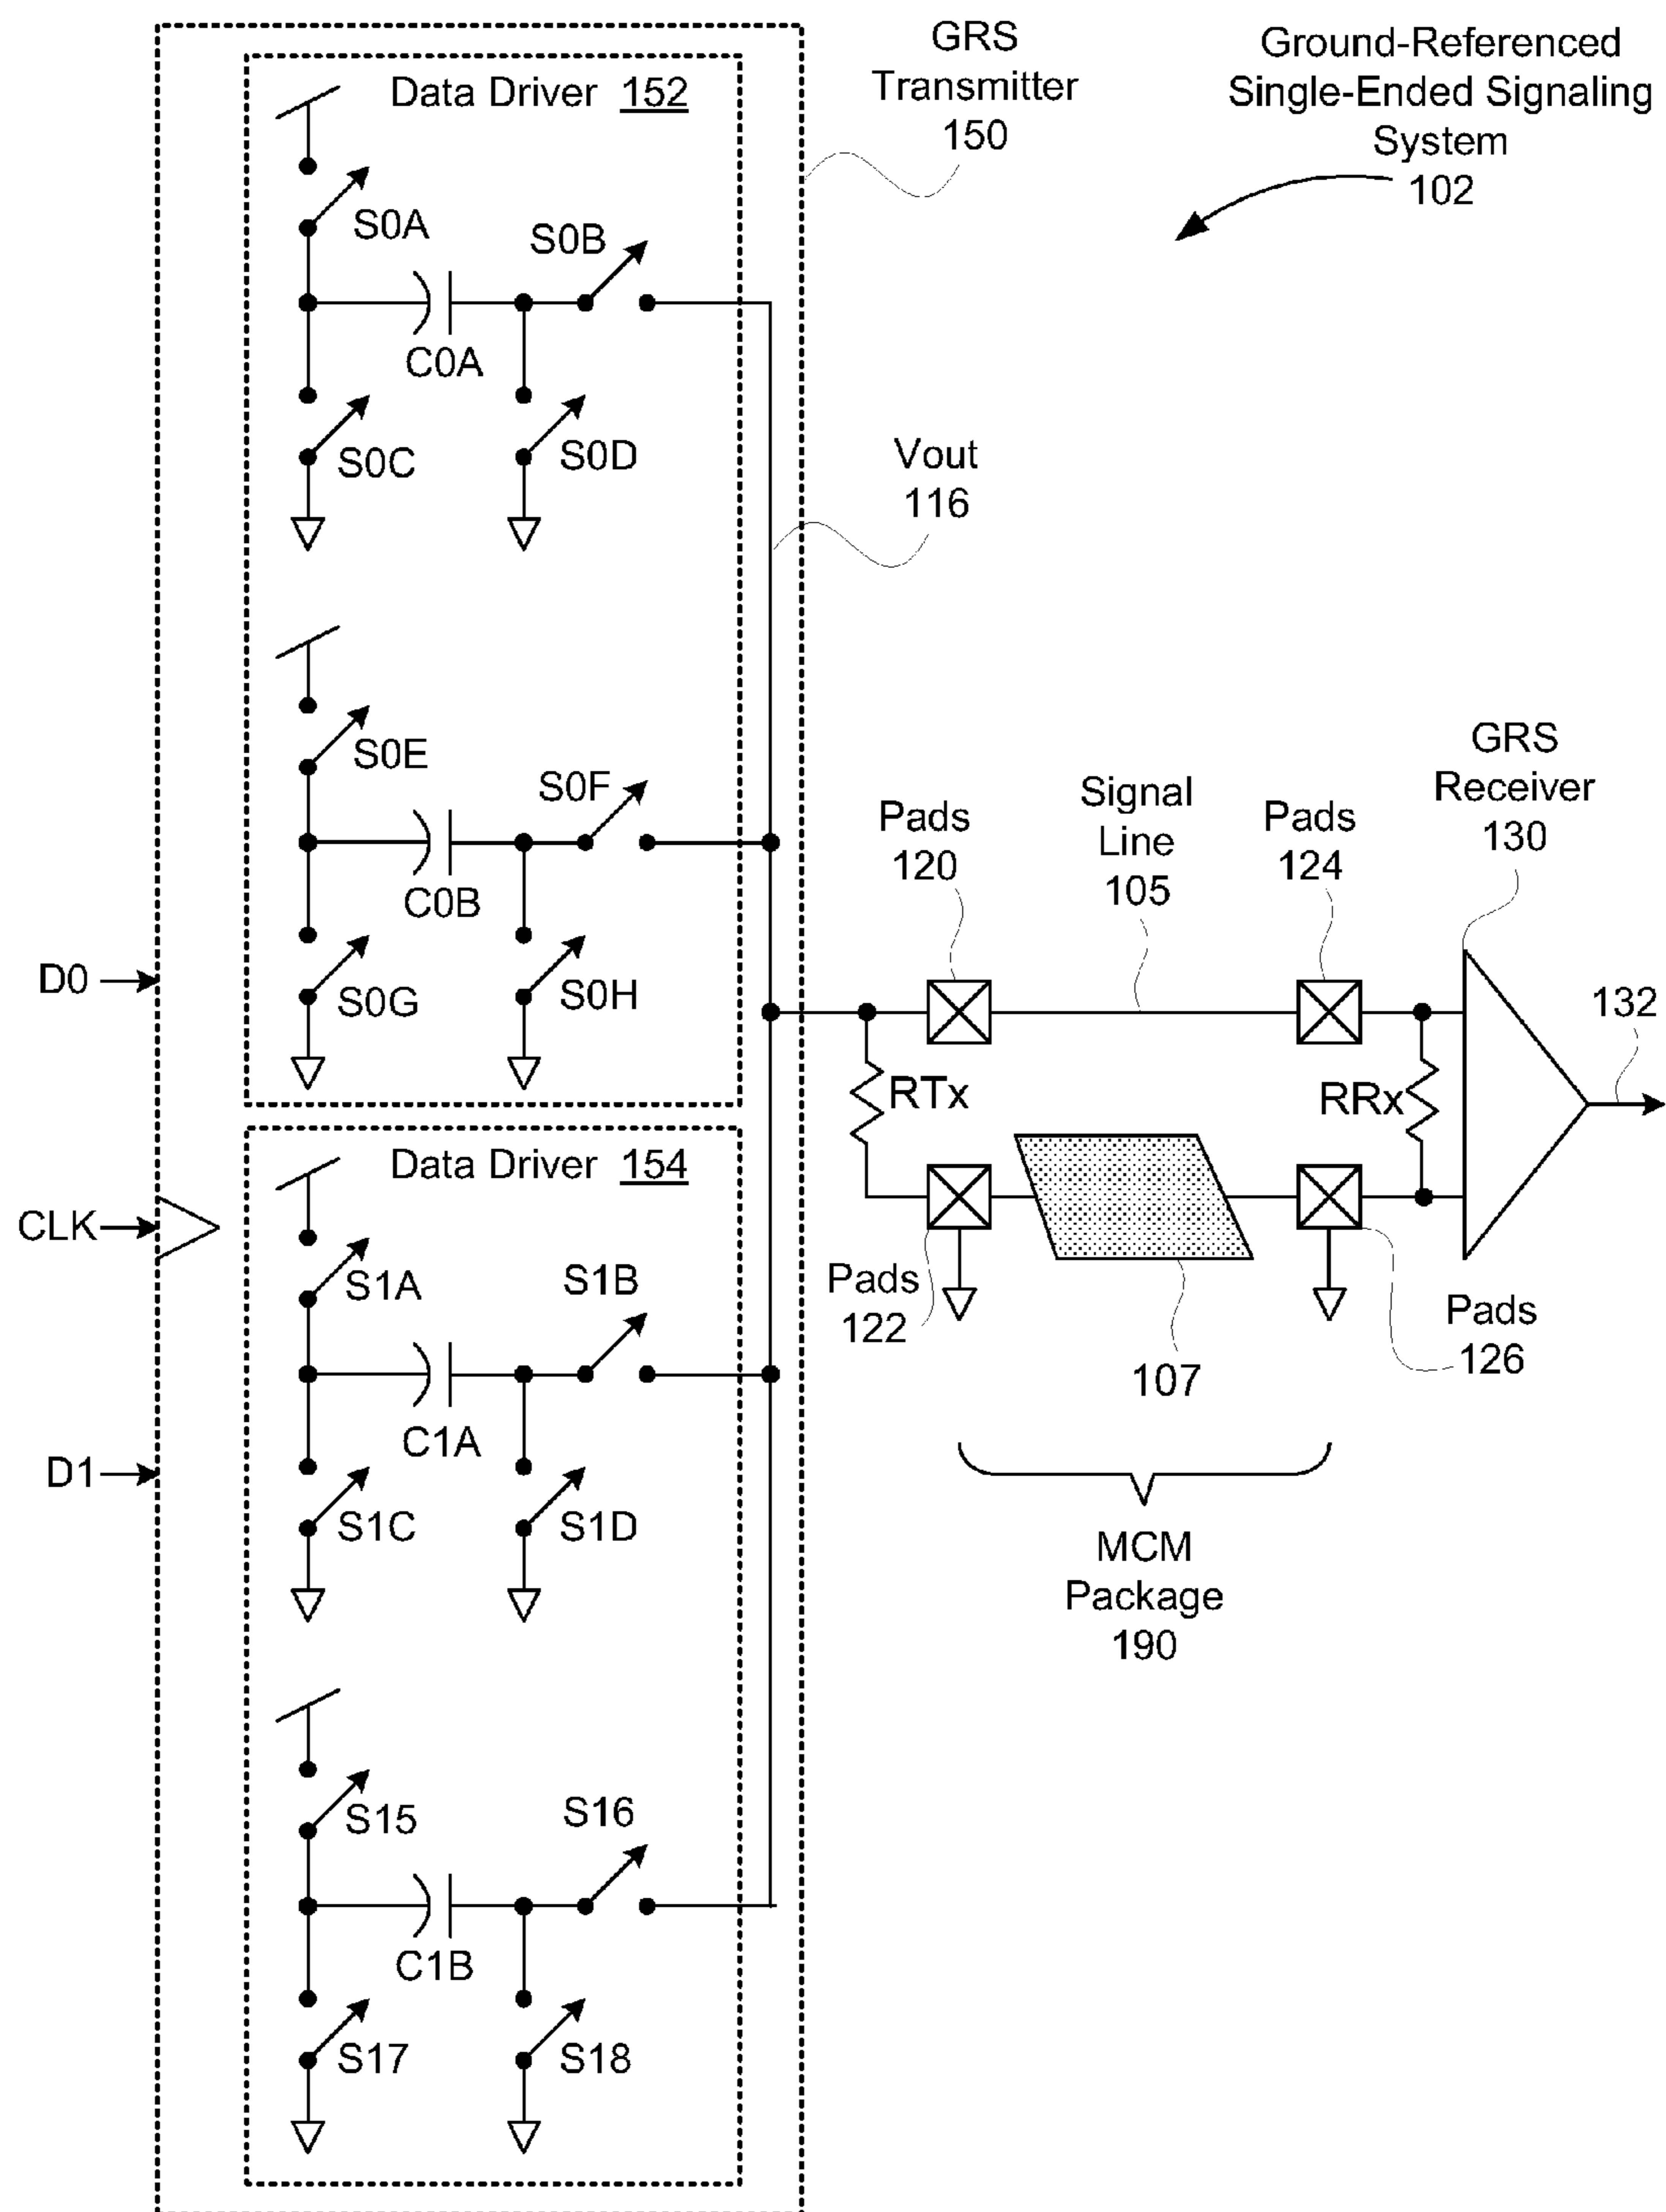 GRS
Transmitter
150
Ground-Referenced
Single-Ended Signaling
System
102
Data Driver 152
S0A
S0B
C0A
S0C
S0D
Vout
116
S0E
S0F
C0B
S0G
S0H
D0
Pads
120
Signal
Line
105
Pads
124
GRS
Receiver
130
132
RTx
RRx
Data Driver 154
CLK
S1A
S1B
C1A
S1C
S1D
D1
Pads
122
107
Pads
126
MCM
Package
190
S15
S16
C1B
S17
S18